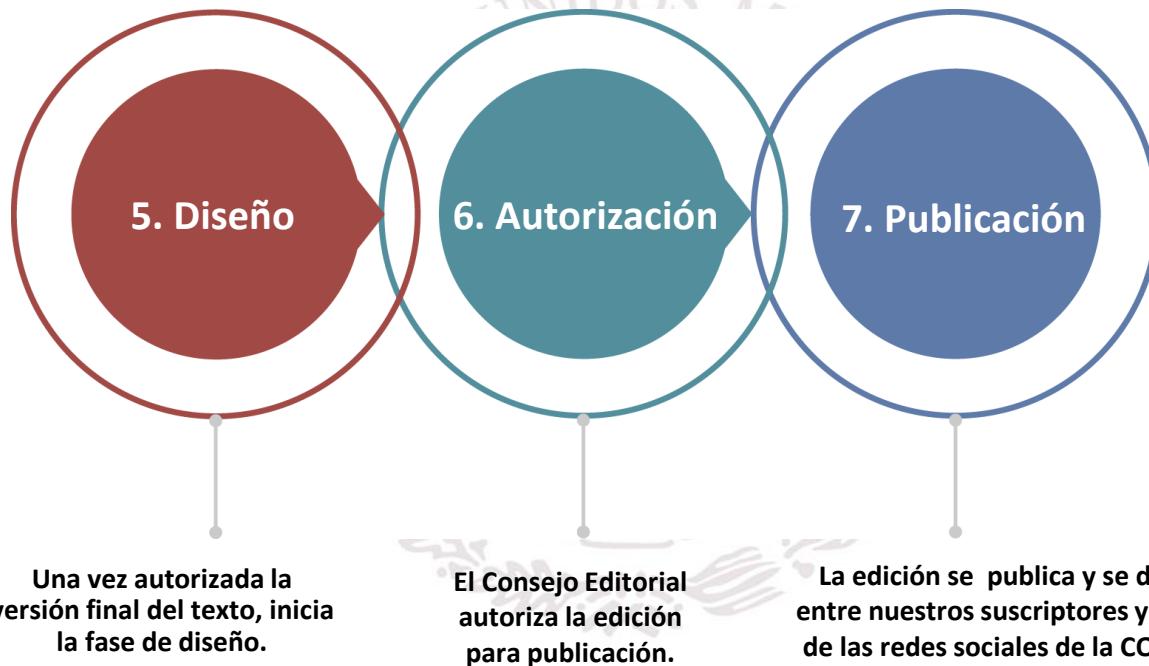 5. Diseño
6. Autorización
7. Publicación
Una vez autorizada la
versión final del texto, inicia
la fase de diseño.
El Consejo Editorial
autoriza la edición
para publicación.
La edición se publica y se
entre nuestros suscriptores y
de las redes sociales de la